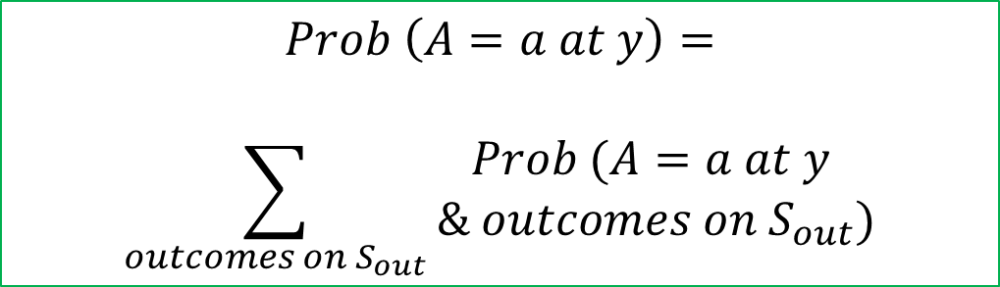 Prob (A = a at y) =
∑ Prob (A = a at y
& outcomes on S_out)
outcomes on S_out